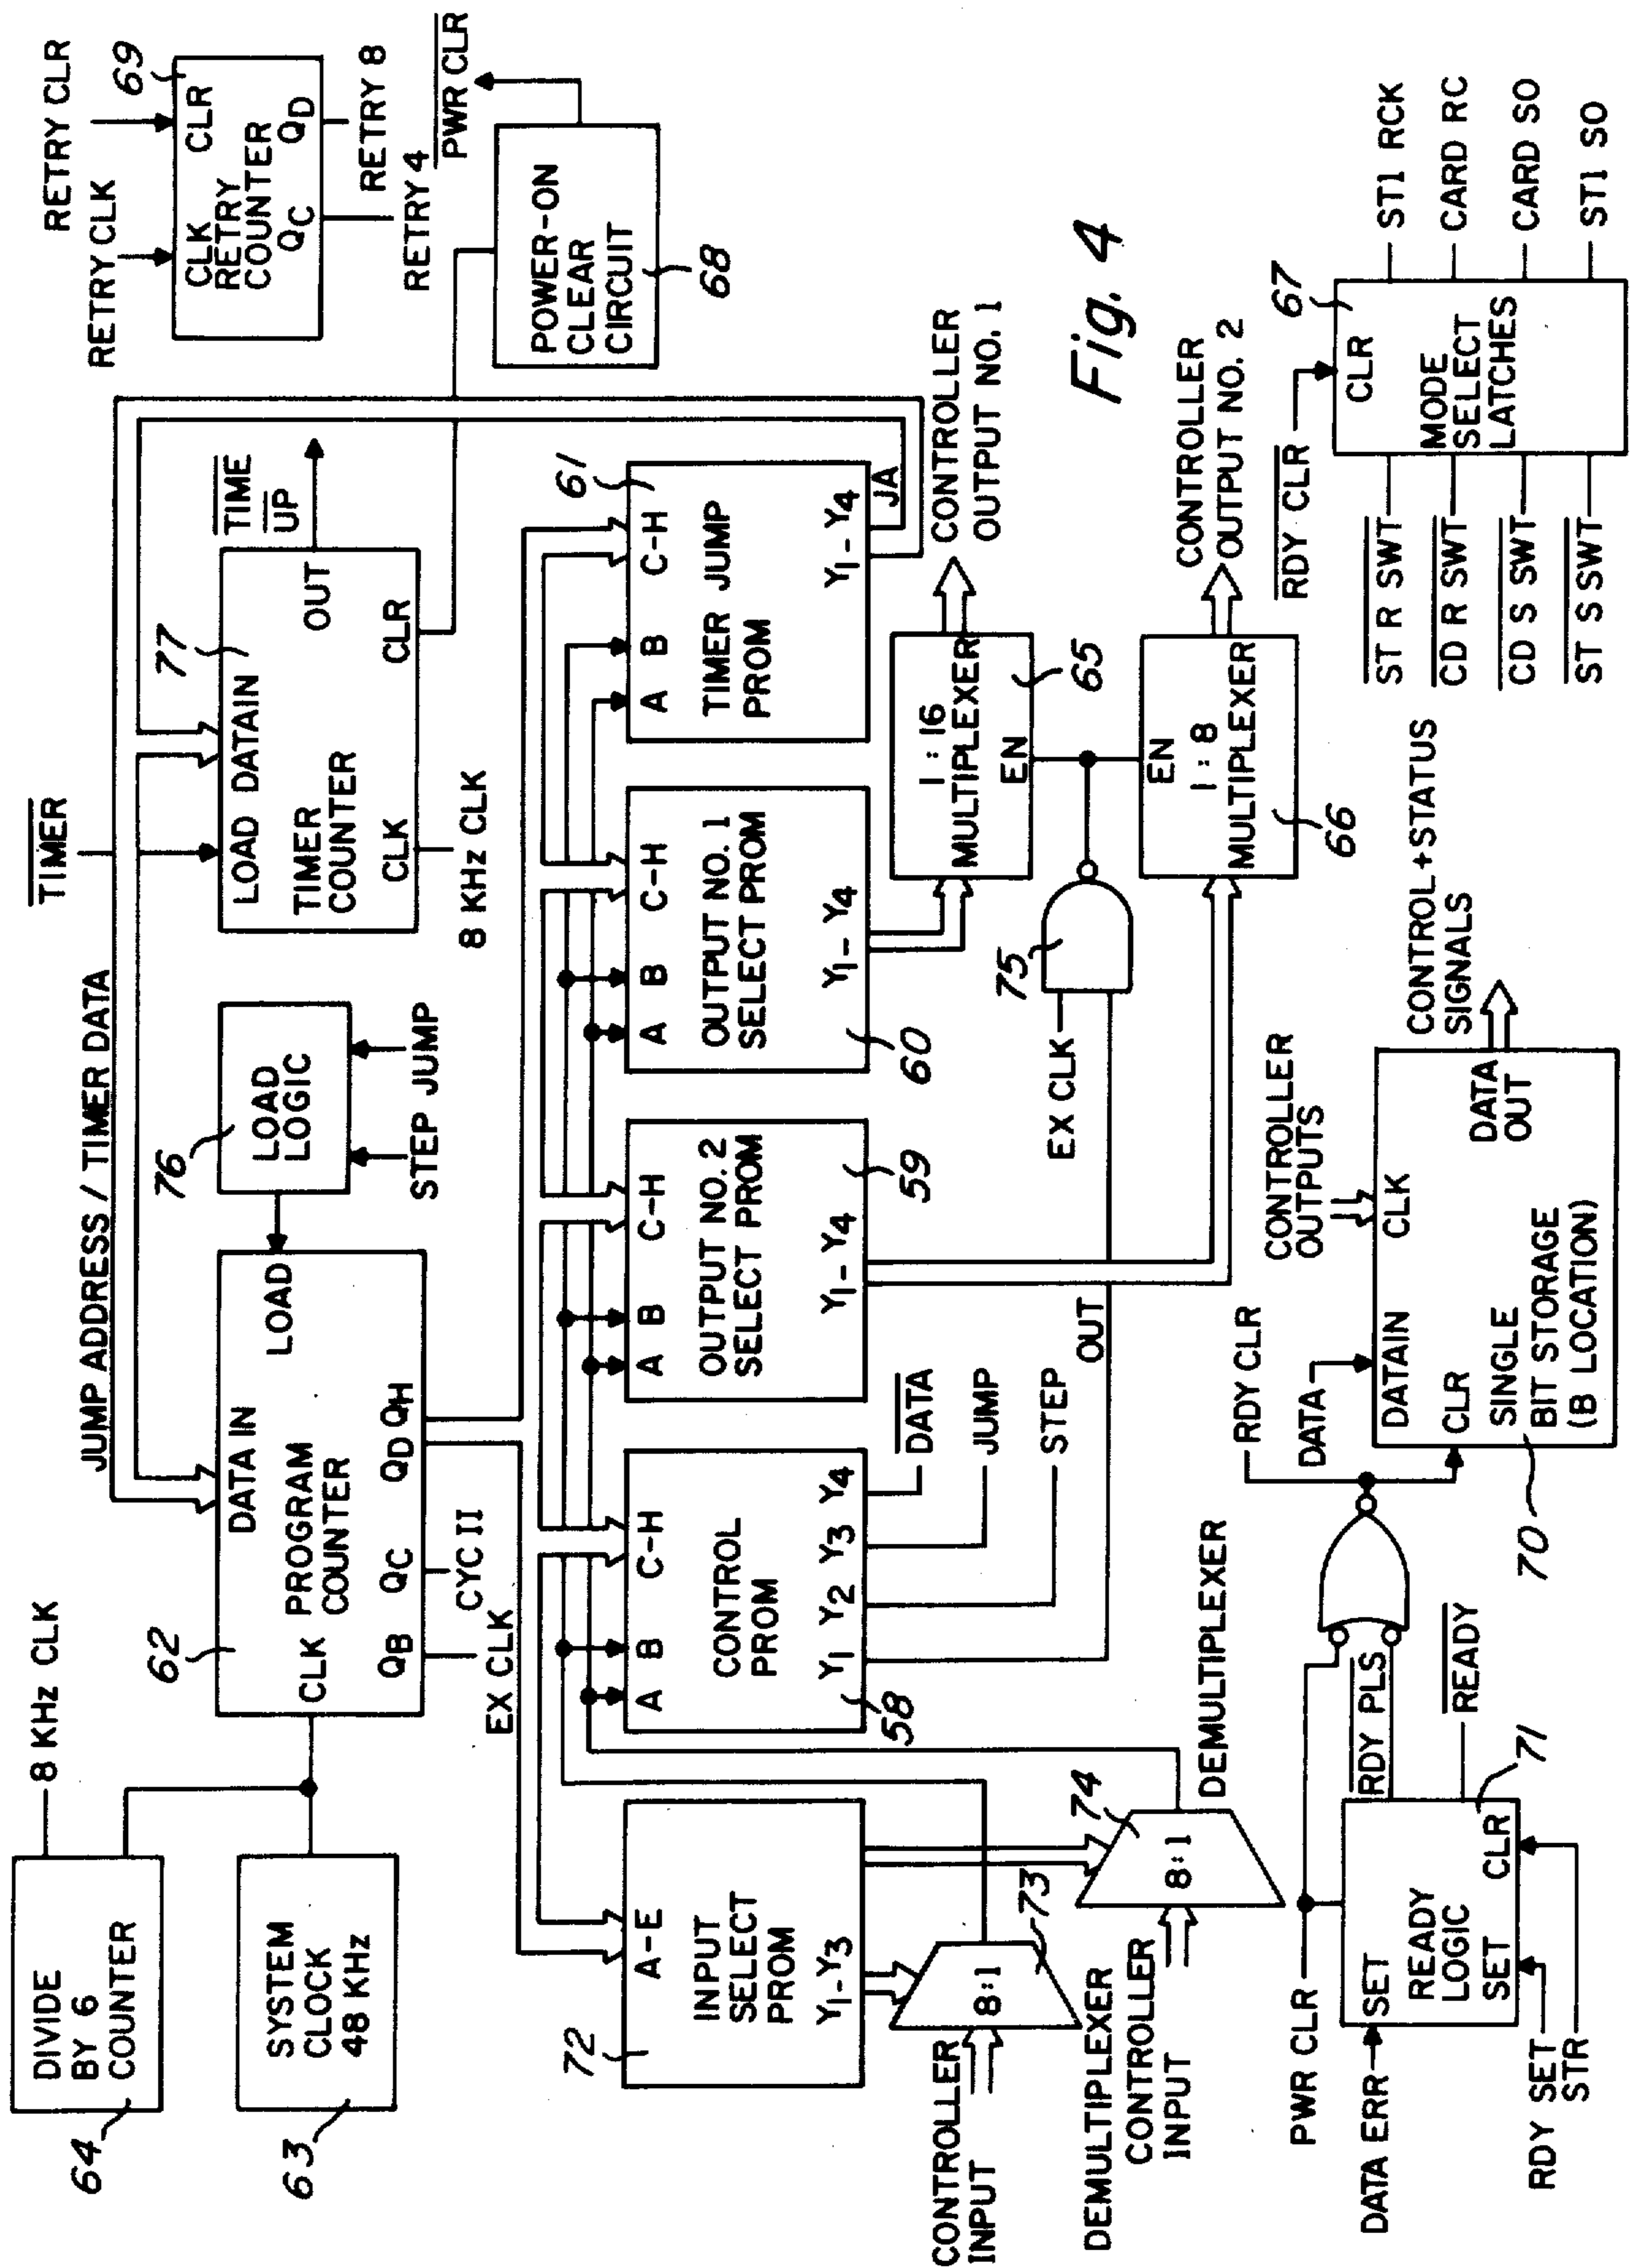 DIVIDE
BY 6
COUNTER
64
8 KHz CLK
SYSTEM
CLOCK
48 KHz
63
JUMP ADDRESS / TIMER DATA
62
DATA IN
CLK
PROGRAM
COUNTER
LOAD
QB
QC
QD
QH
EX CLK
CYC II
76
LOAD
LOGIC
STEP
JUMP
TIMER
77
LOAD
DATAIN
TIMER
COUNTER
OUT
CLK
CLR
8 KHz CLK
TIME
UP
RETRY CLK
RETRY CLR
69
CLK
CLR
RETRY
COUNTER
QC
QD
RETRY 4
RETRY 8
PWR CLR
POWER-ON
CLEAR
CIRCUIT
68
72
A-E
INPUT
SELECT
PROM
Y1-Y3
A
B
C-H
CONTROL
PROM
Y1
Y2
Y3
Y4
58
DATA
JUMP
STEP
OUT
A
B
C-H
OUTPUT NO. 2
SELECT PROM
Y1-Y4
59
A
B
C-H
OUTPUT NO. 1
SELECT PROM
Y1-Y4
60
A
B
C-H
TIMER JUMP
PROM
Y1-Y4
61
JA
CONTROLLER
INPUT
8:1
73
DEMULTIPLEXER
DEMULTIPLEXER
CONTROLLER
INPUT
8:1
74
EX CLK
75
1:16
MULTIPLEXER
EN
65
CONTROLLER
OUTPUT NO. 1
EN
1:8
MULTIPLEXER
66
CONTROLLER
OUTPUT NO. 2
Fig. 4
PWR CLR
DATA ERR
SET
READY
LOGIC
SET
CLR
71
RDY SET
STR
RDY PLS
READY
RDY CLR
DATA
CONTROLLER
OUTPUTS
DATAIN
CLK
CLR
SINGLE
BIT STORAGE
(B LOCATION)
DATA
OUT
70
CONTROL+STATUS
SIGNALS
RDY CLR
67
CLR
MODE
SELECT
LATCHES
ST R SWT
CD R SWT
CD S SWT
ST S SWT
ST1 RCK
CARD RC
CARD SO
ST1 SO